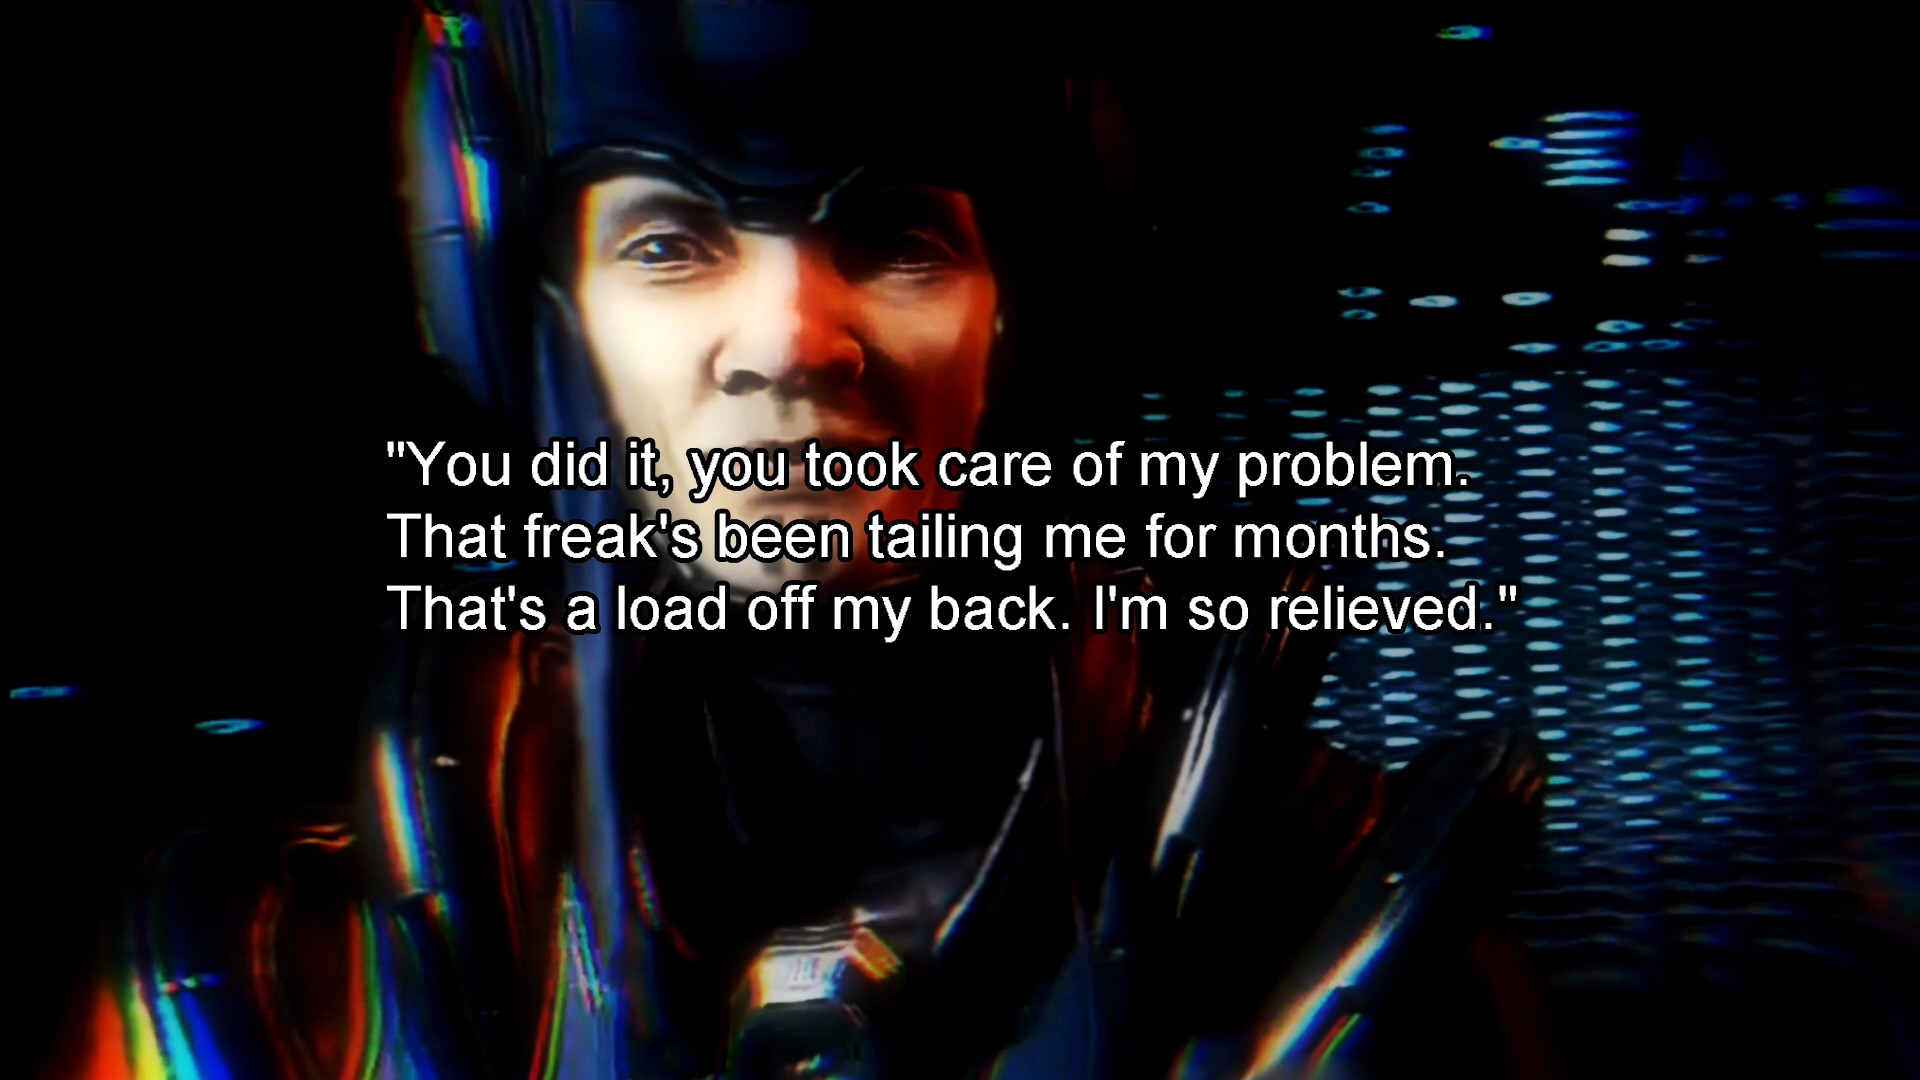 "You did it, you took care of my problem.
That freak's been tailing me for months.
That's a load off my back. I'm so relieved."